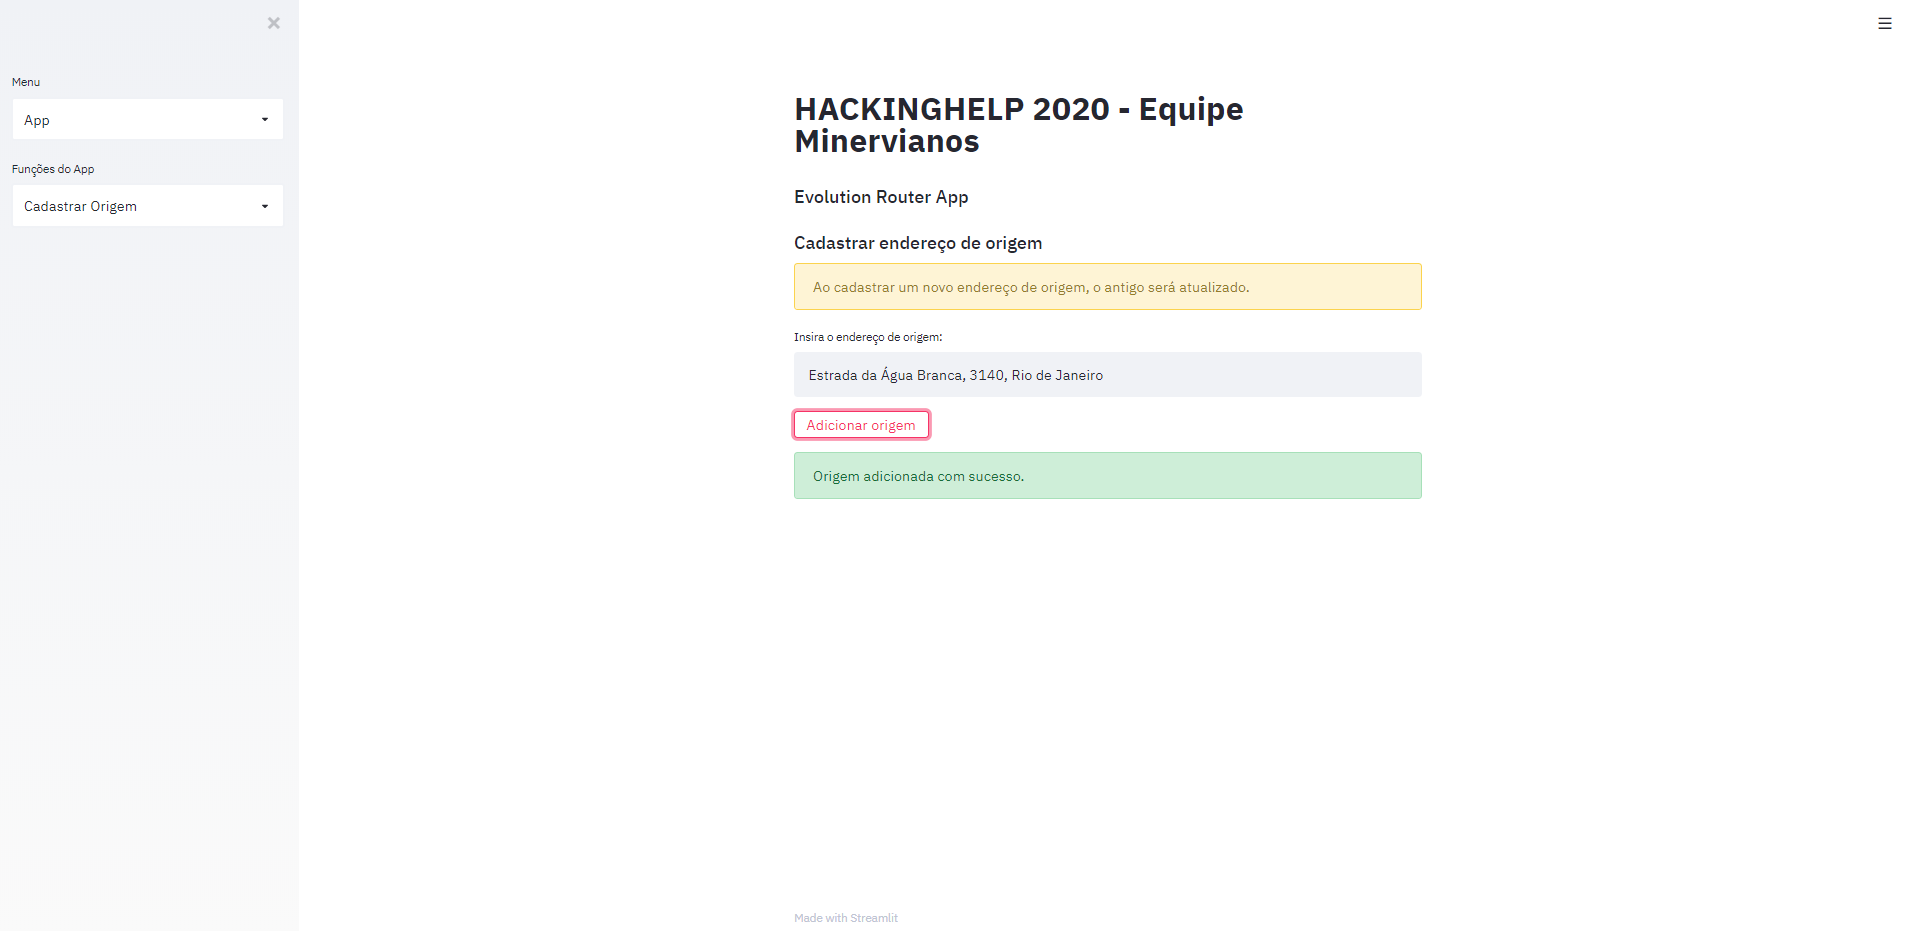 Menu
App
Funções do App
Cadastrar Origem
HACKINGHELP 2020 - Equipe
Minervianos
Evolution Router App
Cadastrar endereço de origem
Ao cadastrar um novo endereço de origem, o antigo será atualizado.
Insira o endereço de origem:
Estrada da Água Branca, 3140, Rio de Janeiro
Adicionar origem
Origem adicionada com sucesso.
Made with Streamlit